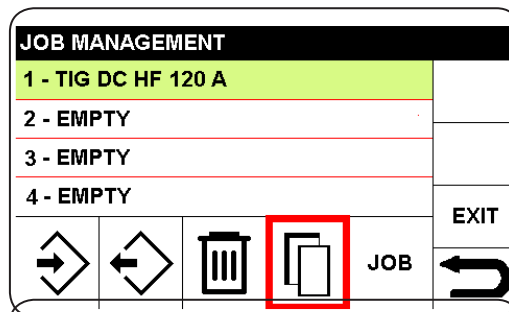 JOB MANAGEMENT
1 - TIG DC HF 120 A
2 - EMPTY
3 - EMPTY
4 - EMPTY
EXIT
JOB